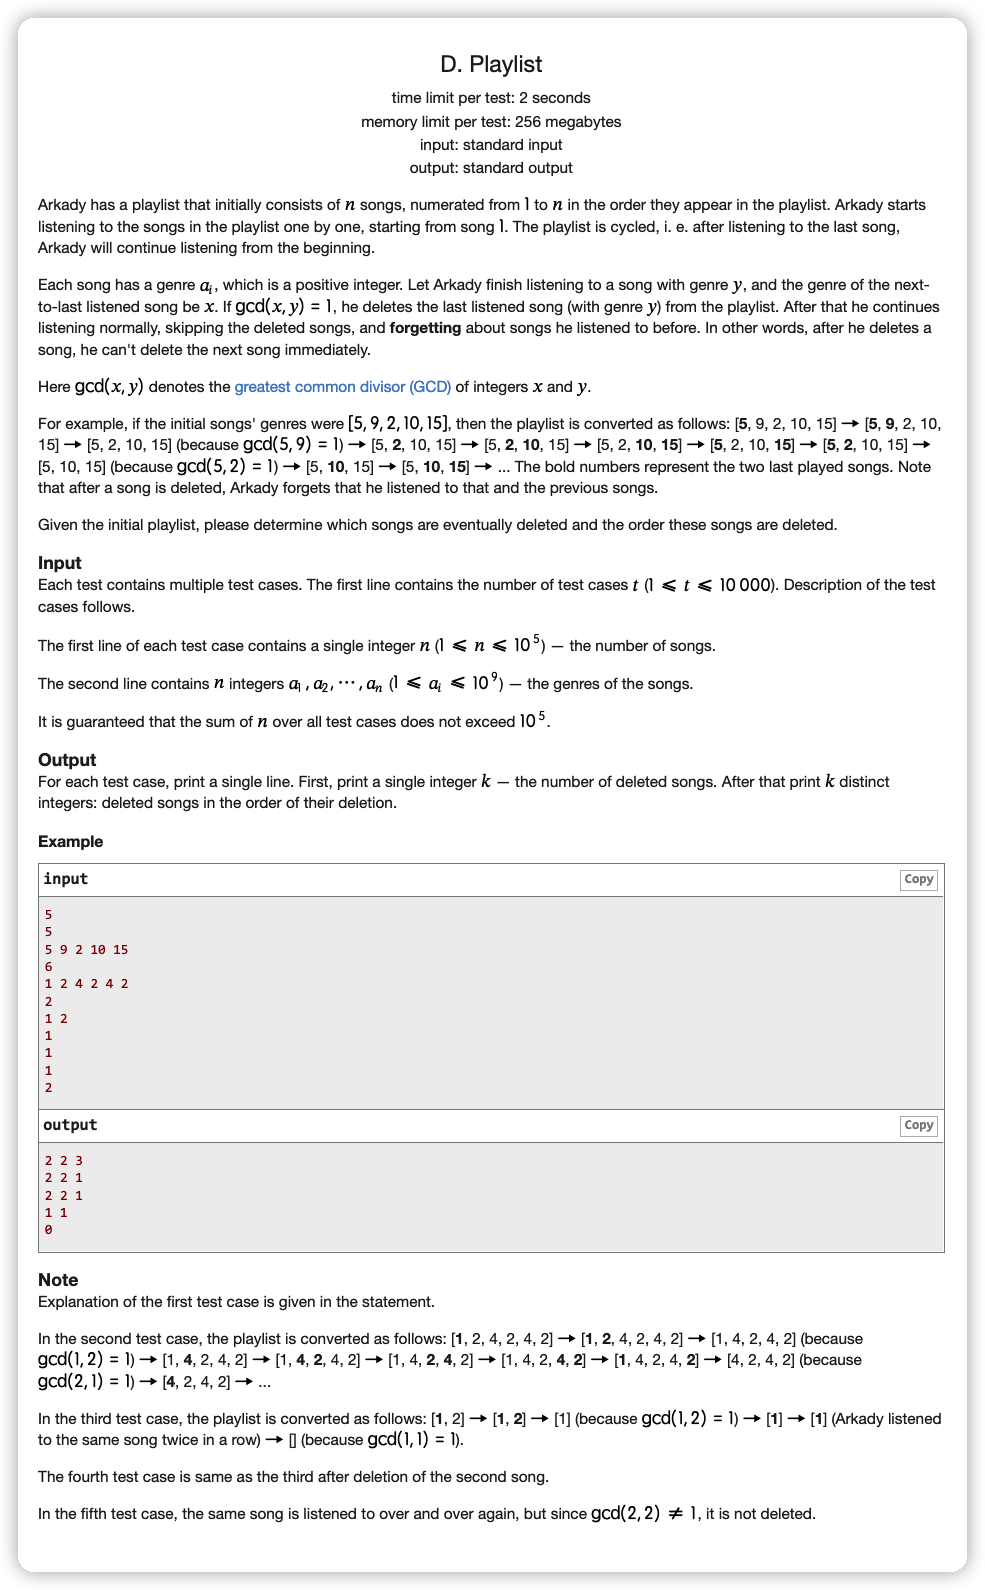 D. Playlist
time limit per test: 2 seconds
memory limit per test: 256 megabytes
input: standard input
output: standard output
Arkady has a playlist that initially consists of n songs, numerated from 1 to n in the order they appear in the playlist. Arkady starts
listening to the songs in the playlist one by one, starting from song 1. The playlist is cycled, i. e. after listening to the last song,
Arkady will continue listening from the beginning.
Each song has a genre a_i, which is a positive integer. Let Arkady finish listening to a song with genre y, and the genre of the next-
to-last listened song be x. If gcd(x, y) = 1, he deletes the last listened song (with genre y) from the playlist. After that he continues
listening normally, skipping the deleted songs, and forgetting about songs he listened to before. In other words, after he deletes a
song, he can't delete the next song immediately.
Here gcd(x, y) denotes the greatest common divisor (GCD) of integers x and y.
For example, if the initial songs' genres were [5, 9, 2, 10, 15], then the playlist is converted as follows: [5, 9, 2, 10, 15] → [5, 9, 2, 10,
15] → [5, 2, 10, 15] (because gcd(5, 9) = 1) → [5, 2, 10, 15] → [5, 2, 10, 15] → [5, 2, 10, 15] → [5, 2, 10, 15] → [5, 2, 10, 15] →
[5, 10, 15] (because gcd(5, 2) = 1) → [5, 10, 15] → [5, 10, 15] → ... The bold numbers represent the two last played songs. Note
that after a song is deleted, Arkady forgets that he listened to that and the previous songs.
Given the initial playlist, please determine which songs are eventually deleted and the order these songs are deleted.
Input
Each test contains multiple test cases. The first line contains the number of test cases t (1 ⩽ t ⩽ 10 000). Description of the test
cases follows.
The first line of each test case contains a single integer n (1 ⩽ n ⩽ 10^5) — the number of songs.
The second line contains n integers a_1, a_2, ⋯, a_n (1 ⩽ a_i ⩽ 10^9) — the genres of the songs.
It is guaranteed that the sum of n over all test cases does not exceed 10^5.
Output
For each test case, print a single line. First, print a single integer k — the number of deleted songs. After that print k distinct
integers: deleted songs in the order of their deletion.
Example
input Copy
5
5
5 9 2 10 15
6
1 2 4 2 4 2
2
1 2
1
1
1
2
output Copy
2 2 3
2 2 1
2 2 1
1 1
0
Note
Explanation of the first test case is given in the statement.
In the second test case, the playlist is converted as follows: [1, 2, 4, 2, 4, 2] → [1, 2, 4, 2, 4, 2] → [1, 4, 2, 4, 2] (because
gcd(1, 2) = 1) → [1, 4, 2, 4, 2] → [1, 4, 2, 4, 2] → [1, 4, 2, 4, 2] → [1, 4, 2, 4, 2] → [1, 4, 2, 4, 2] → [4, 2, 4, 2] (because
gcd(2, 1) = 1) → [4, 2, 4, 2] → ...
In the third test case, the playlist is converted as follows: [1, 2] → [1, 2] → [1] (because gcd(1, 2) = 1) → [1] → [1] (Arkady listened
to the same song twice in a row) → [] (because gcd(1, 1) = 1).
The fourth test case is same as the third after deletion of the second song.
In the fifth test case, the same song is listened to over and over again, but since gcd(2, 2) ≠ 1, it is not deleted.